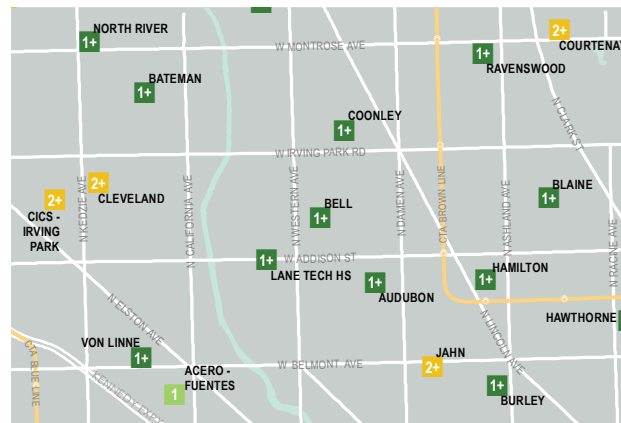 NORTH RIVER
1+
W MONTROSE AVE
2+
COURTENA
1+
RAVENSWOOD
BATEMAN
1+
COONLEY
1+
N CLARK ST
W IRVING PARK RD
N KEDZIE AVE
2+
CLEVELAND
2+
CICS -
IRVING
PARK
N CALIFORNIA AVE
N WESTERN AVE
BELL
1+
N DAMEN AVE
CTA BROWN LINE
N ASHLAND AVE
BLAINE
1+
N RACINE AVE
1+
LANE TECH HS
W ADDISON ST
1+
AUDUBON
HAMILTON
1+
HAWTHORNE
N ELSTON AVE
N LINCOLN AVE
CTA BLUE LINE
VON LINNE
1+
ACERO -
FUENTES
1
KENNEDY EXPY
W BELMONT AVE
JAHN
2+
1+
BURLEY